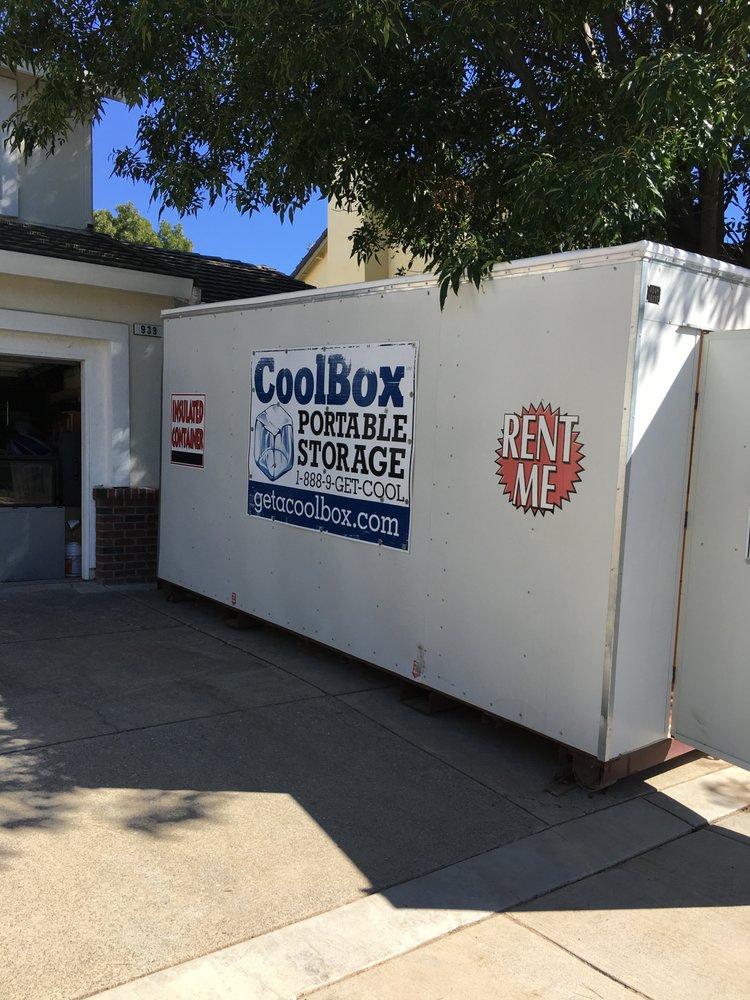 939
INSULATED
CONTAINER
CoolBox
PORTABLE
STORAGE
1-888-9-GET-COOL
getacoolbox.com
RENT
ME